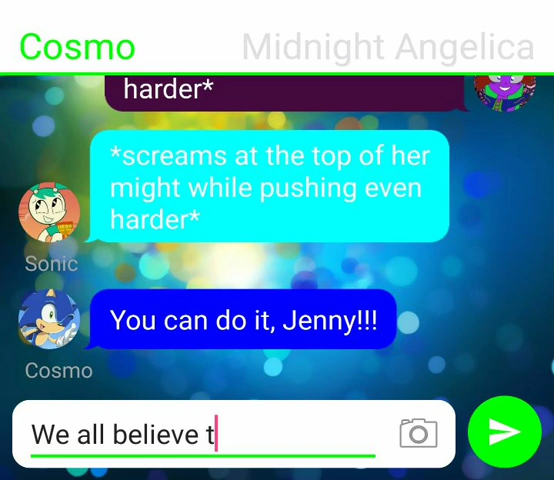 Cosmo
Midnight Angelica
harder*
*screams at the top of her
might while pushing even
harder*
Sonic
You can do it, Jenny!!!
Cosmo
We all believe t